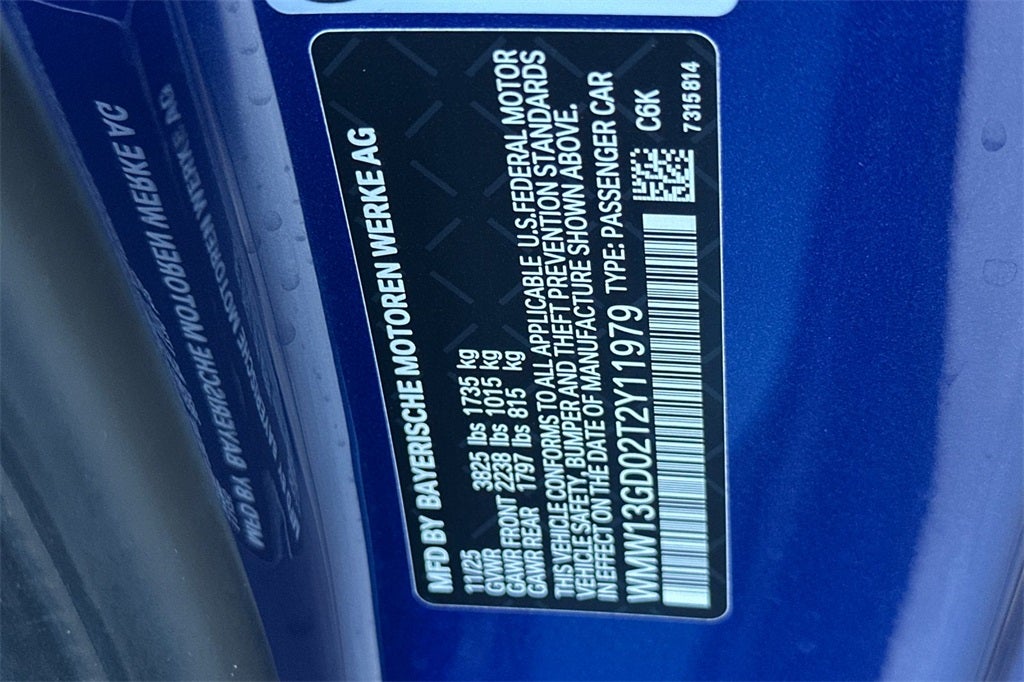 MFD BY BAYERISCHE MOTOREN WERKE AG
11/25
GVWR 3825 lbs 1735 kg
GAWR FRONT 2238 lbs 1015 kg
GAWR REAR 1797 lbs 815 kg
THIS VEHICLE CONFORMS TO ALL APPLICABLE U.S. FEDERAL MOTOR
VEHICLE SAFETY, BUMPER AND THEFT PREVENTION STANDARDS
IN EFFECT ON THE DATE OF MANUFACTURE SHOWN ABOVE.
WMW13GD02T2Y11979 TYPE: PASSENGER CAR
C6K
7315814